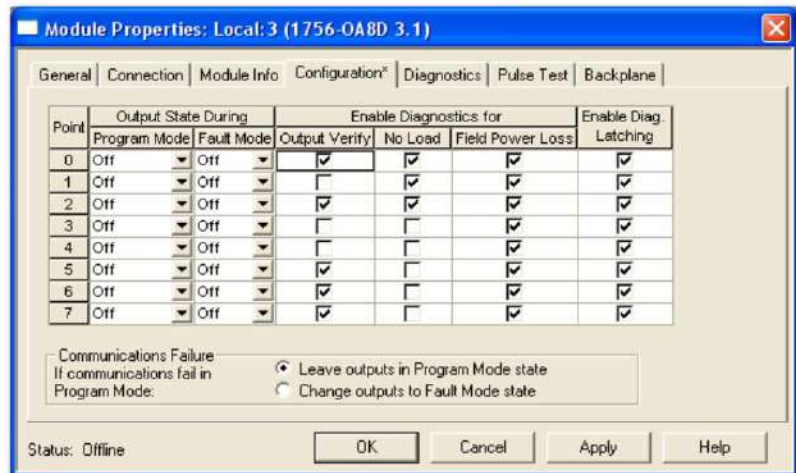 Module Properties: Local:3 (1756-OA8D 3.1)
General Connection Module Info Configuration* Diagnostics Pulse Test Backplane
Point Output State During Enable Diagnostics for Enable Diag. Latching
Program Mode Fault Mode Output Verify No Load Field Power Loss
0 Off Off
1 Off Off
2 Off Off
3 Off Off
4 Off Off
5 Off Off
6 Off Off
7 Off Off
Communications Failure
If communications fail in Program Mode:
Leave outputs in Program Mode state
Change outputs to Fault Mode state
Status: Offline
OK Cancel Apply Help